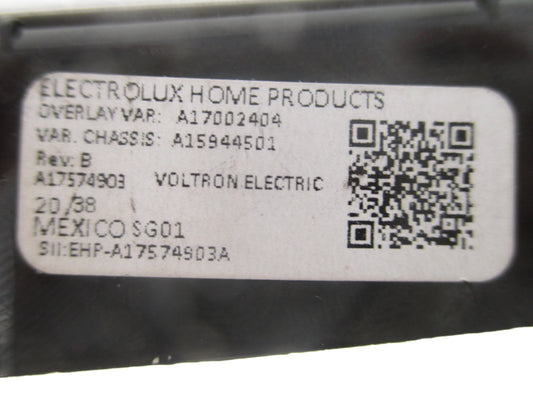 ELECTROLUX HOME PRODUCTS
OVERLAY VAR: A17002404
VAR. CHASSIS: A15944501
Rev: B
A17574903 VOLTRON ELECTRIC
20/38
MEXICO SG01
SII:EHP-A17574903A